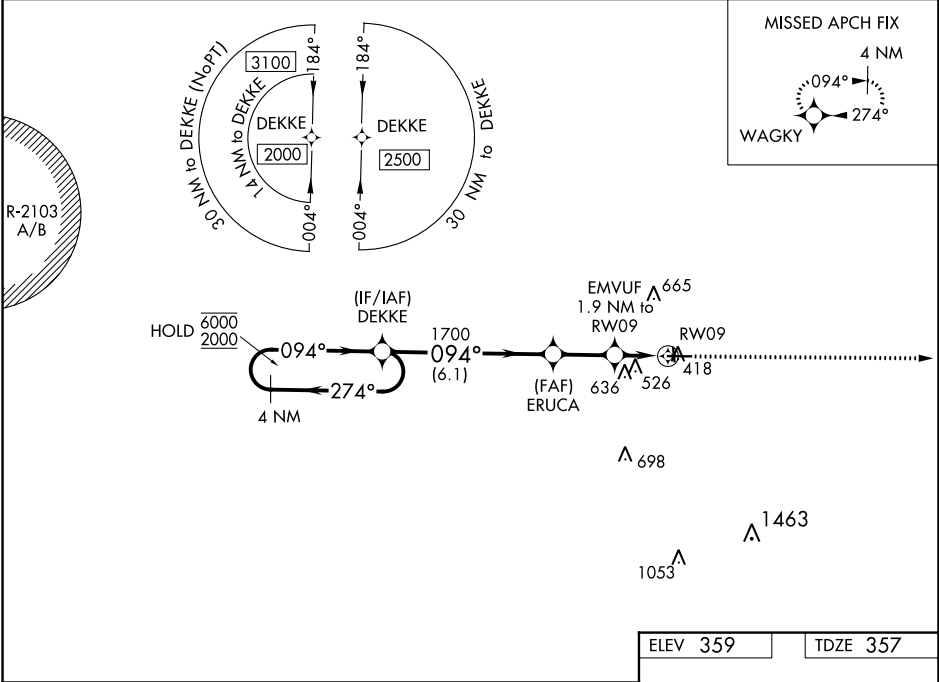 MISSED APCH FIX
4 NM
094°
274°
WAGKY
30 NM to DEKKE (NoPT)
3100
184°
14 NM to DEKKE
DEKKE
2000
004°
184°
DEKKE
2500
30 NM to DEKKE
004°
R-2103
A/B
HOLD
6000
2000
(IF/IAF)
DEKKE
094°
274°
4 NM
1700
094°
(6.1)
(FAF)
ERUCA
EMVUF
1.9 NM to
RW09
665
RW09
418
636
526
698
1463
1053
ELEV 359
TDZE 357